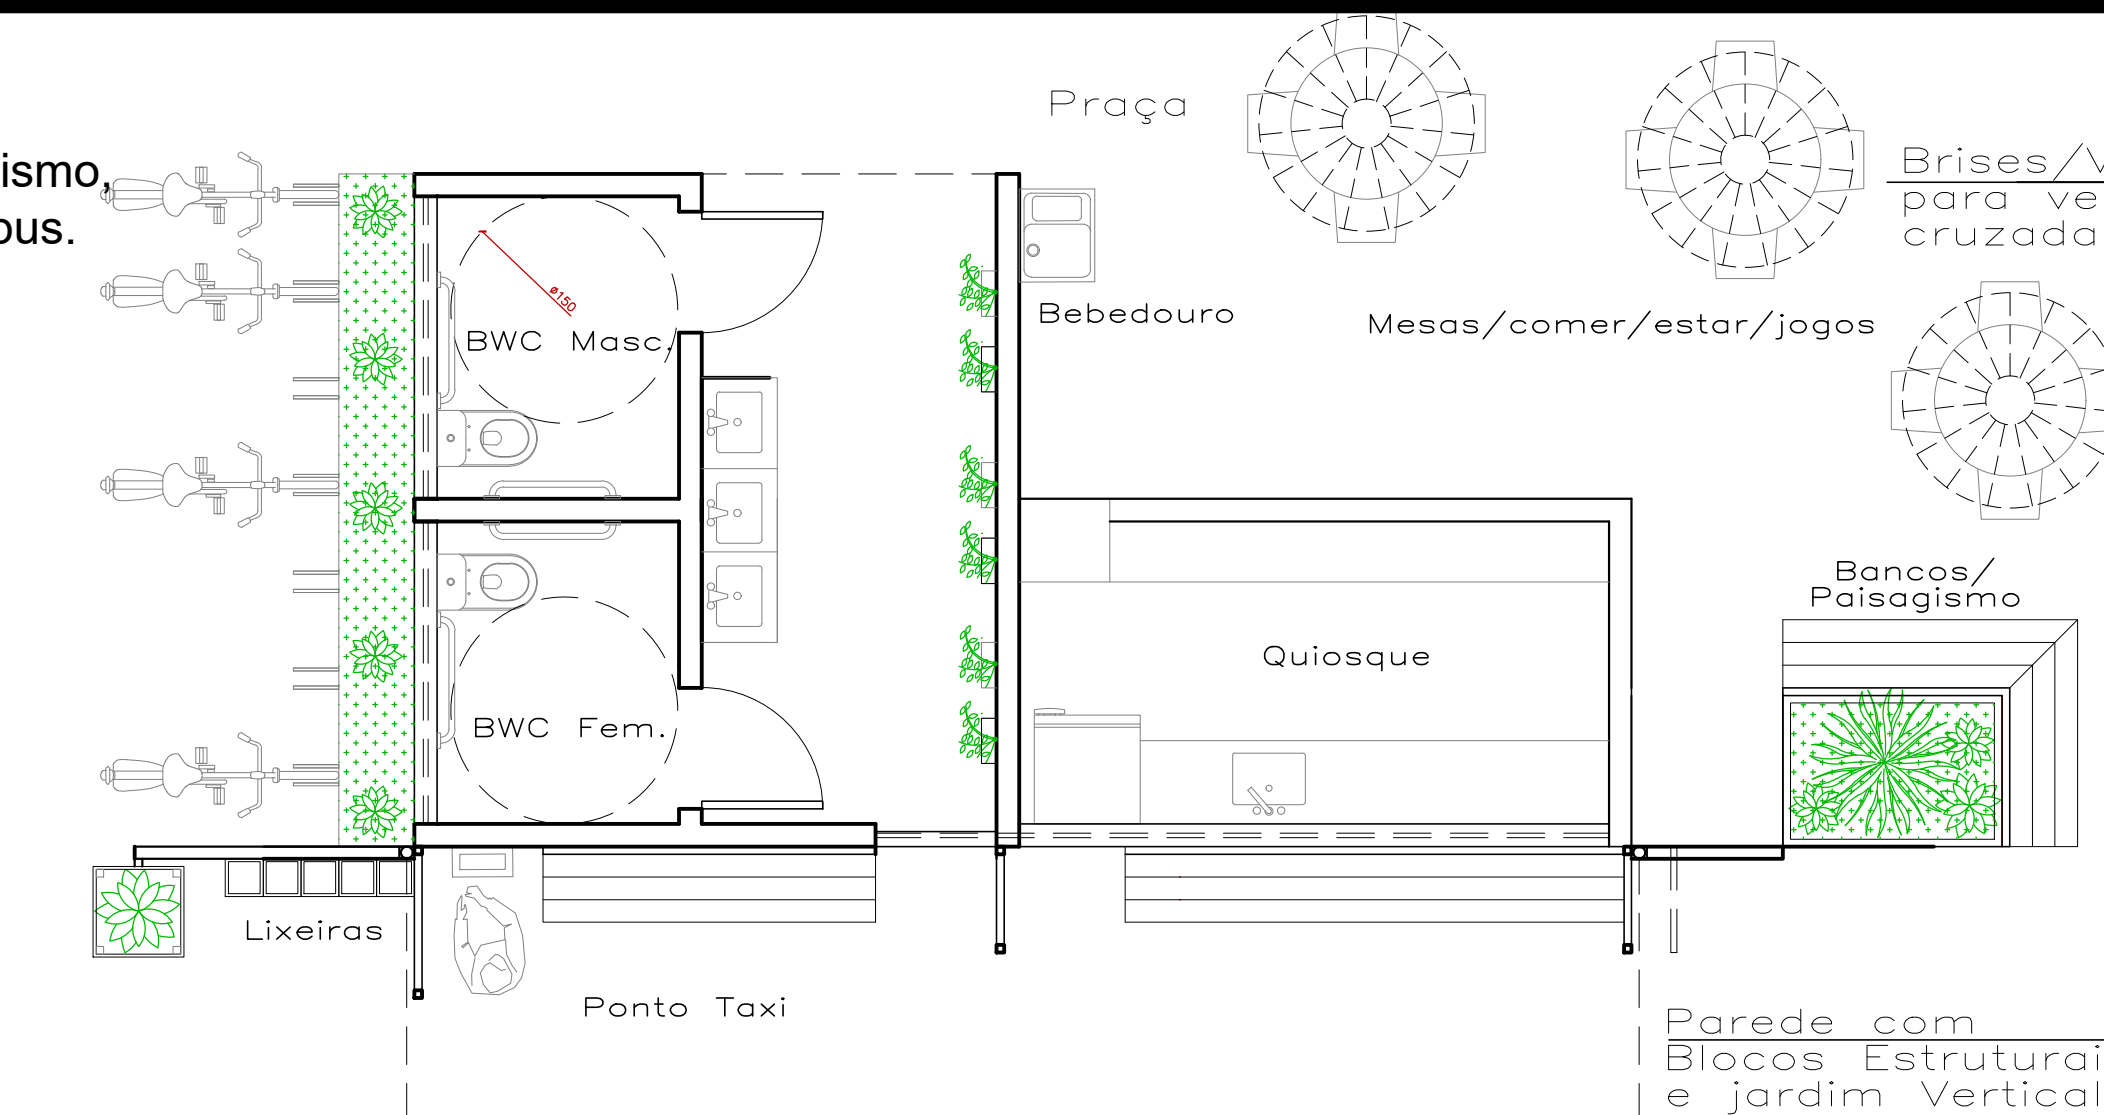 Praça
ismo,
ous.
Brises/V
para ve
cruzada
ø150
Bebedouro
Mesas/comer/estar/jogos
BWC Masc.
Bancos/
Paisagismo
Quiosque
BWC Fem.
Lixeiras
Ponto Taxi
Parede com
Blocos Estruturai
e jardim Vertical